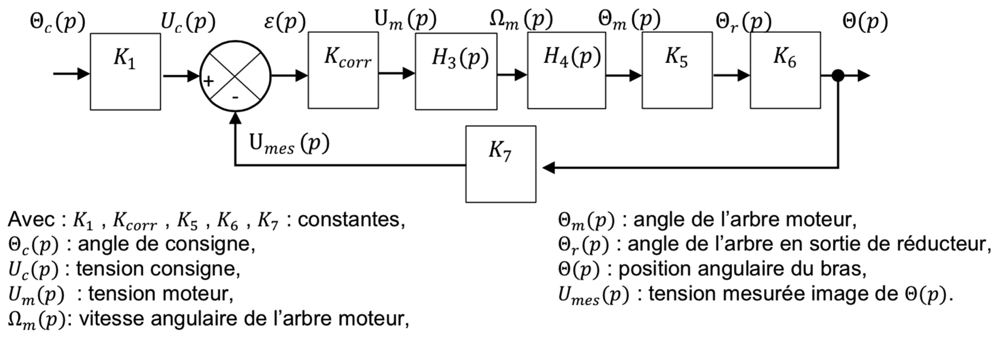 Θc(p) Uc(p) ε(p) Um(p) Ωm(p) Θm(p) Θr(p) Θ(p)
K1 Kcorr H3(p) H4(p) K5 K6
+
-
Umes(p) K7
Avec : K1 , Kcorr , K5 , K6 , K7 : constantes,
Θc(p) : angle de consigne,
Uc(p) : tension consigne,
Um(p) : tension moteur,
Ωm(p): vitesse angulaire de l’arbre moteur,
Θm(p) : angle de l’arbre moteur,
Θr(p) : angle de l’arbre en sortie de réducteur,
Θ(p) : position angulaire du bras,
Umes(p) : tension mesurée image de Θ(p).